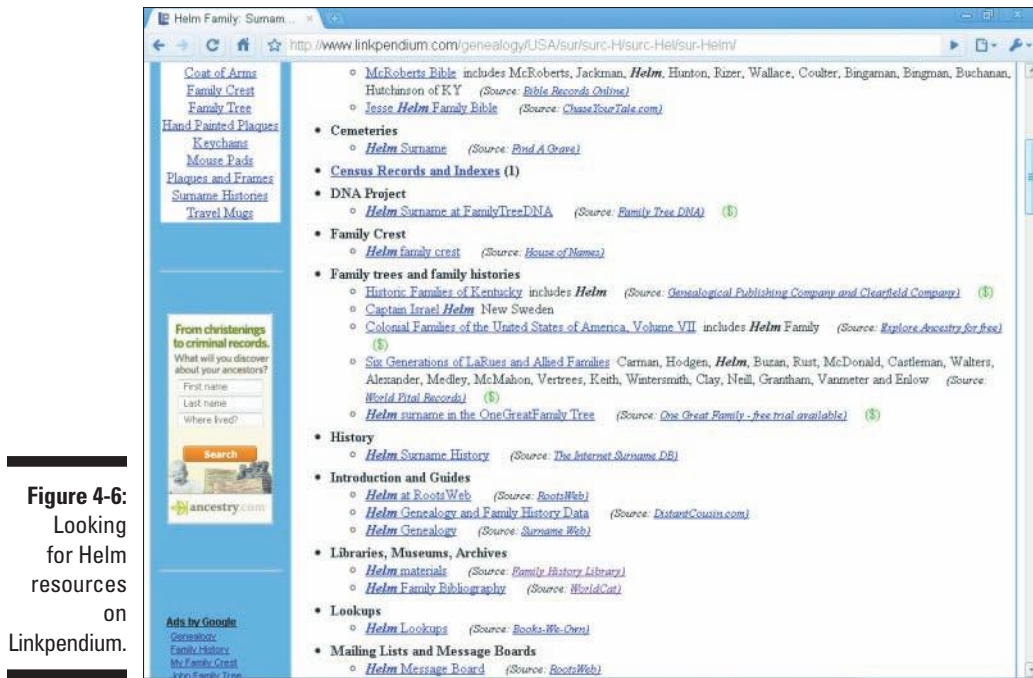 Helm Family: Surnam...
http://www.linkpendium.com/genealogy/USA/sur/surc-H/surc-Hel/sur-Helm/
Coat of Arms
Family Crest
Family Tree
Hand Painted Plaques
Keychains
Mouse Pads
Plaques and Frames
Surname Histories
Travel Mugs
From christenings
to criminal records.
What will you discover
about your ancestors?
First name
Last name
Where lived?
Search
ancestry.com
Ads by Google
Genealogy
Family History
My Family Crest
John Family Tree
McRoberts Bible includes McRoberts, Jackman, Helm, Hunton, Rizer, Wallace, Coulter, Bingaman, Bingman, Buchanan,
Hutchinson of KY (Source: Bible Records Online)
Jesse Helm Family Bible (Source: ChaseYourTale.com)
• Cemeteries
Helm Surname (Source: Find A Grave)
• Census Records and Indexes (1)
• DNA Project
Helm Surname at FamilyTreeDNA (Source: Family Tree DNA) ($)
• Family Crest
Helm family crest (Source: House of Names)
• Family trees and family histories
Historic Families of Kentucky includes Helm (Source: Genealogical Publishing Company and Clearfield Company) ($)
Captain Israel Helm New Sweden
Colonial Families of the United States of America, Volume VII includes Helm Family (Source: Explore Ancestry for free)
($)
Six Generations of LaRues and Allied Families Carman, Hodgen, Helm, Buzan, Rust, McDonald, Castleman, Walters,
Alexander, Medley, McMahon, Vertrees, Keith, Wintersmith, Clay, Neill, Grantham, Vanmeter and Enlow (Source:
World Vital Records) ($)
Helm surname in the OneGreatFamily Tree (Source: One Great Family - free trial available) ($)
• History
Helm Surname History (Source: The Internet Surname DB)
• Introduction and Guides
Helm at RootsWeb (Source: RootsWeb)
Helm Genealogy and Family History Data (Source: DistantCousin.com)
Helm Genealogy (Source: Surname Web)
• Libraries, Museums, Archives
Helm materials (Source: Family History Library)
Helm Family Bibliography (Source: WorldCat)
• Lookups
Helm Lookups (Source: Books-We-Own)
• Mailing Lists and Message Boards
Helm Message Board (Source: RootsWeb)
Figure 4-6:
Looking
for Helm
resources
on
Linkpendium.